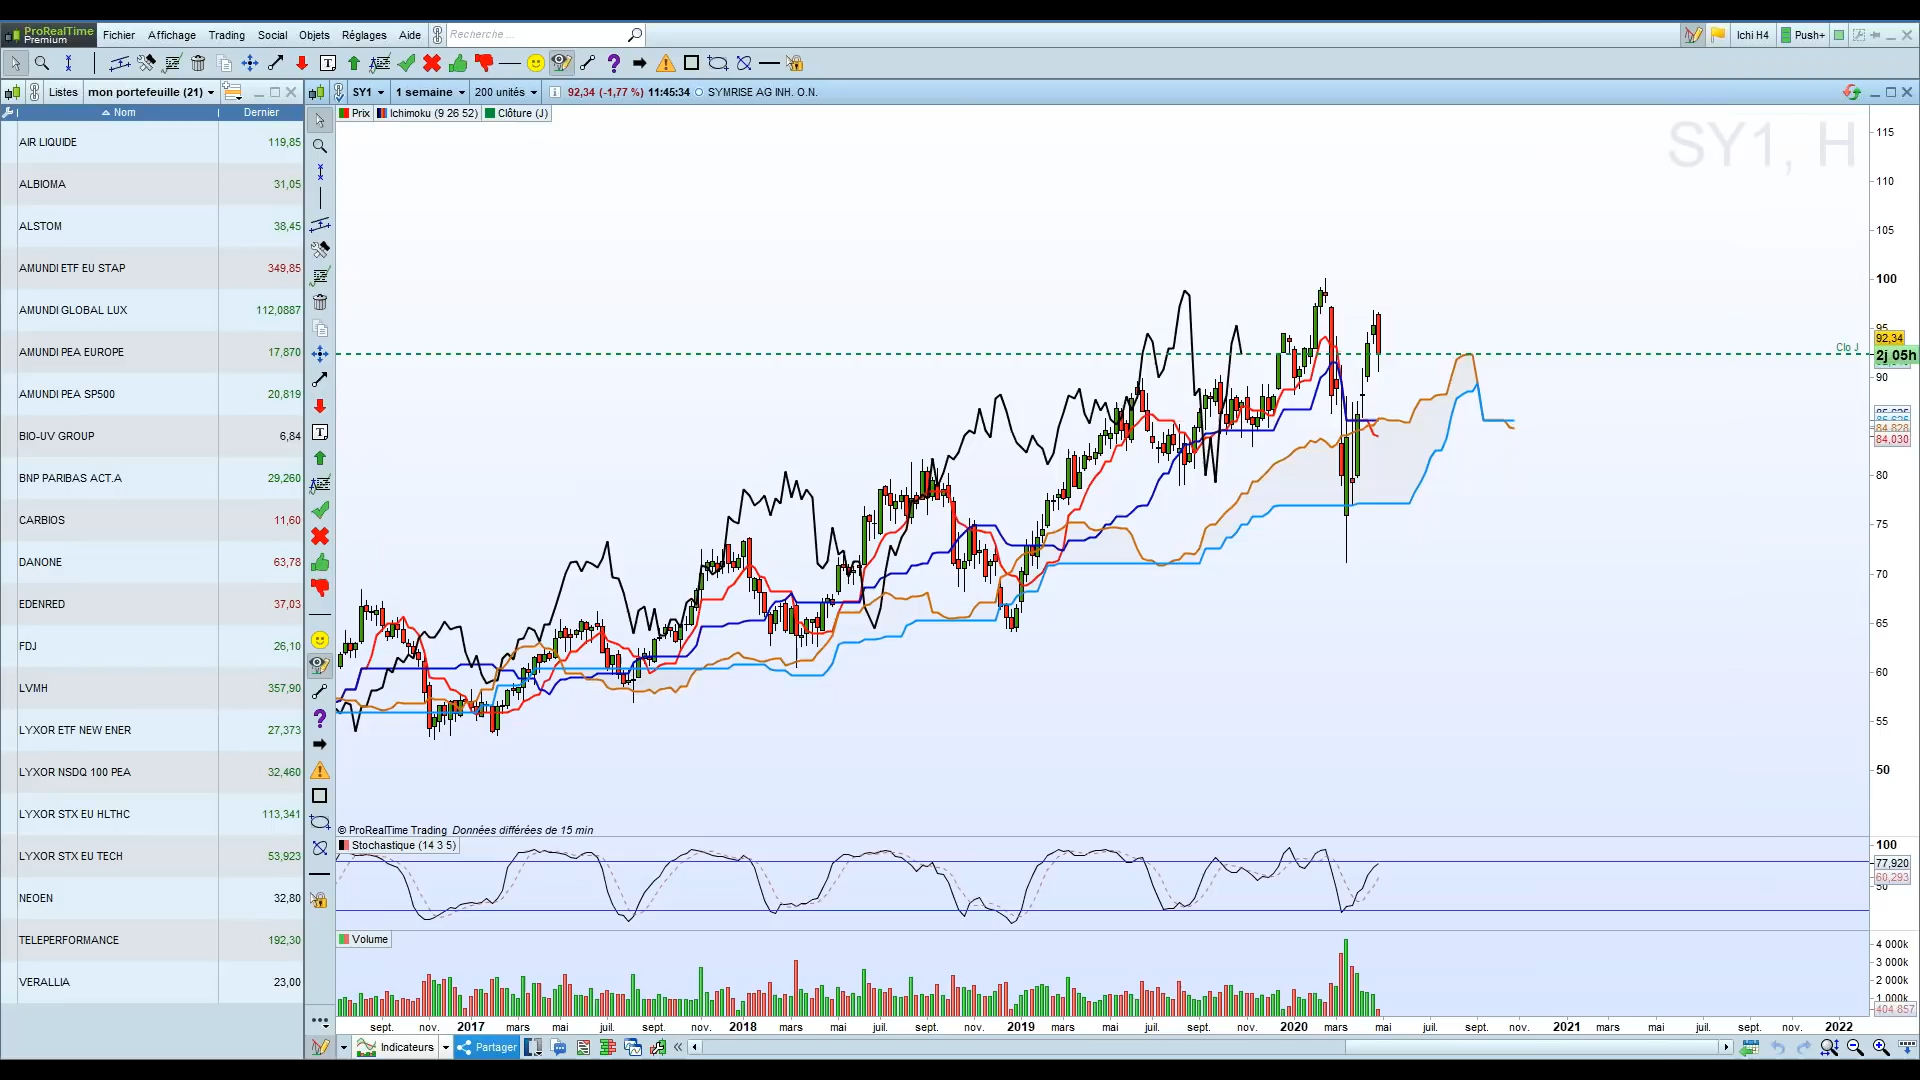 ProRealTime
Premium
Fichier Affichage Trading Social Objets Réglages Aide
Recherche ...
Ichi H4 Push+
Listes mon portefeuille (21)
SY1 1 semaine 200 unités 92,34 (-1,77 %) 11:45:34 SYMRISE AG INH. O.N.
Nom Dernier
AIR LIQUIDE 119,85
ALBIOMA 31,05
ALSTOM 38,45
AMUNDI ETF EU STAP 349,85
AMUNDI GLOBAL LUX 112,0887
AMUNDI PEA EUROPE 17,870
AMUNDI PEA SP500 20,819
BIO-UV GROUP 6,84
BNP PARIBAS ACT.A 29,260
CARBIOS 11,60
DANONE 63,78
EDENRED 37,03
FDJ 26,10
LVMH 357,90
LYXOR ETF NEW ENER 27,373
LYXOR NSDQ 100 PEA 32,460
LYXOR STX EU HLTHC 113,341
LYXOR STX EU TECH 53,923
NEOEN 32,80
TELEPERFORMANCE 192,30
VERALLIA 23,00
Prix Ichimoku (9 26 52) Clôture (J)
SY1, H
115
110
105
100
95
92,34
Clo J
2j 05h
90
84,828
84,030
80
75
70
65
60
55
50
© ProRealTime Trading Données différées de 15 min
Stochastique (14 3 5)
100
77,920
60,293
50
Volume
4 000k
3 000k
2 000k
1 000k
404 857
sept. nov. 2017 mars mai juil. sept. nov. 2018 mars mai juil. sept. nov. 2019 mars mai juil. sept. nov. 2020 mars mai juil. sept. nov. 2021 mars mai juil. sept. nov. 2022
Indicateurs Partager